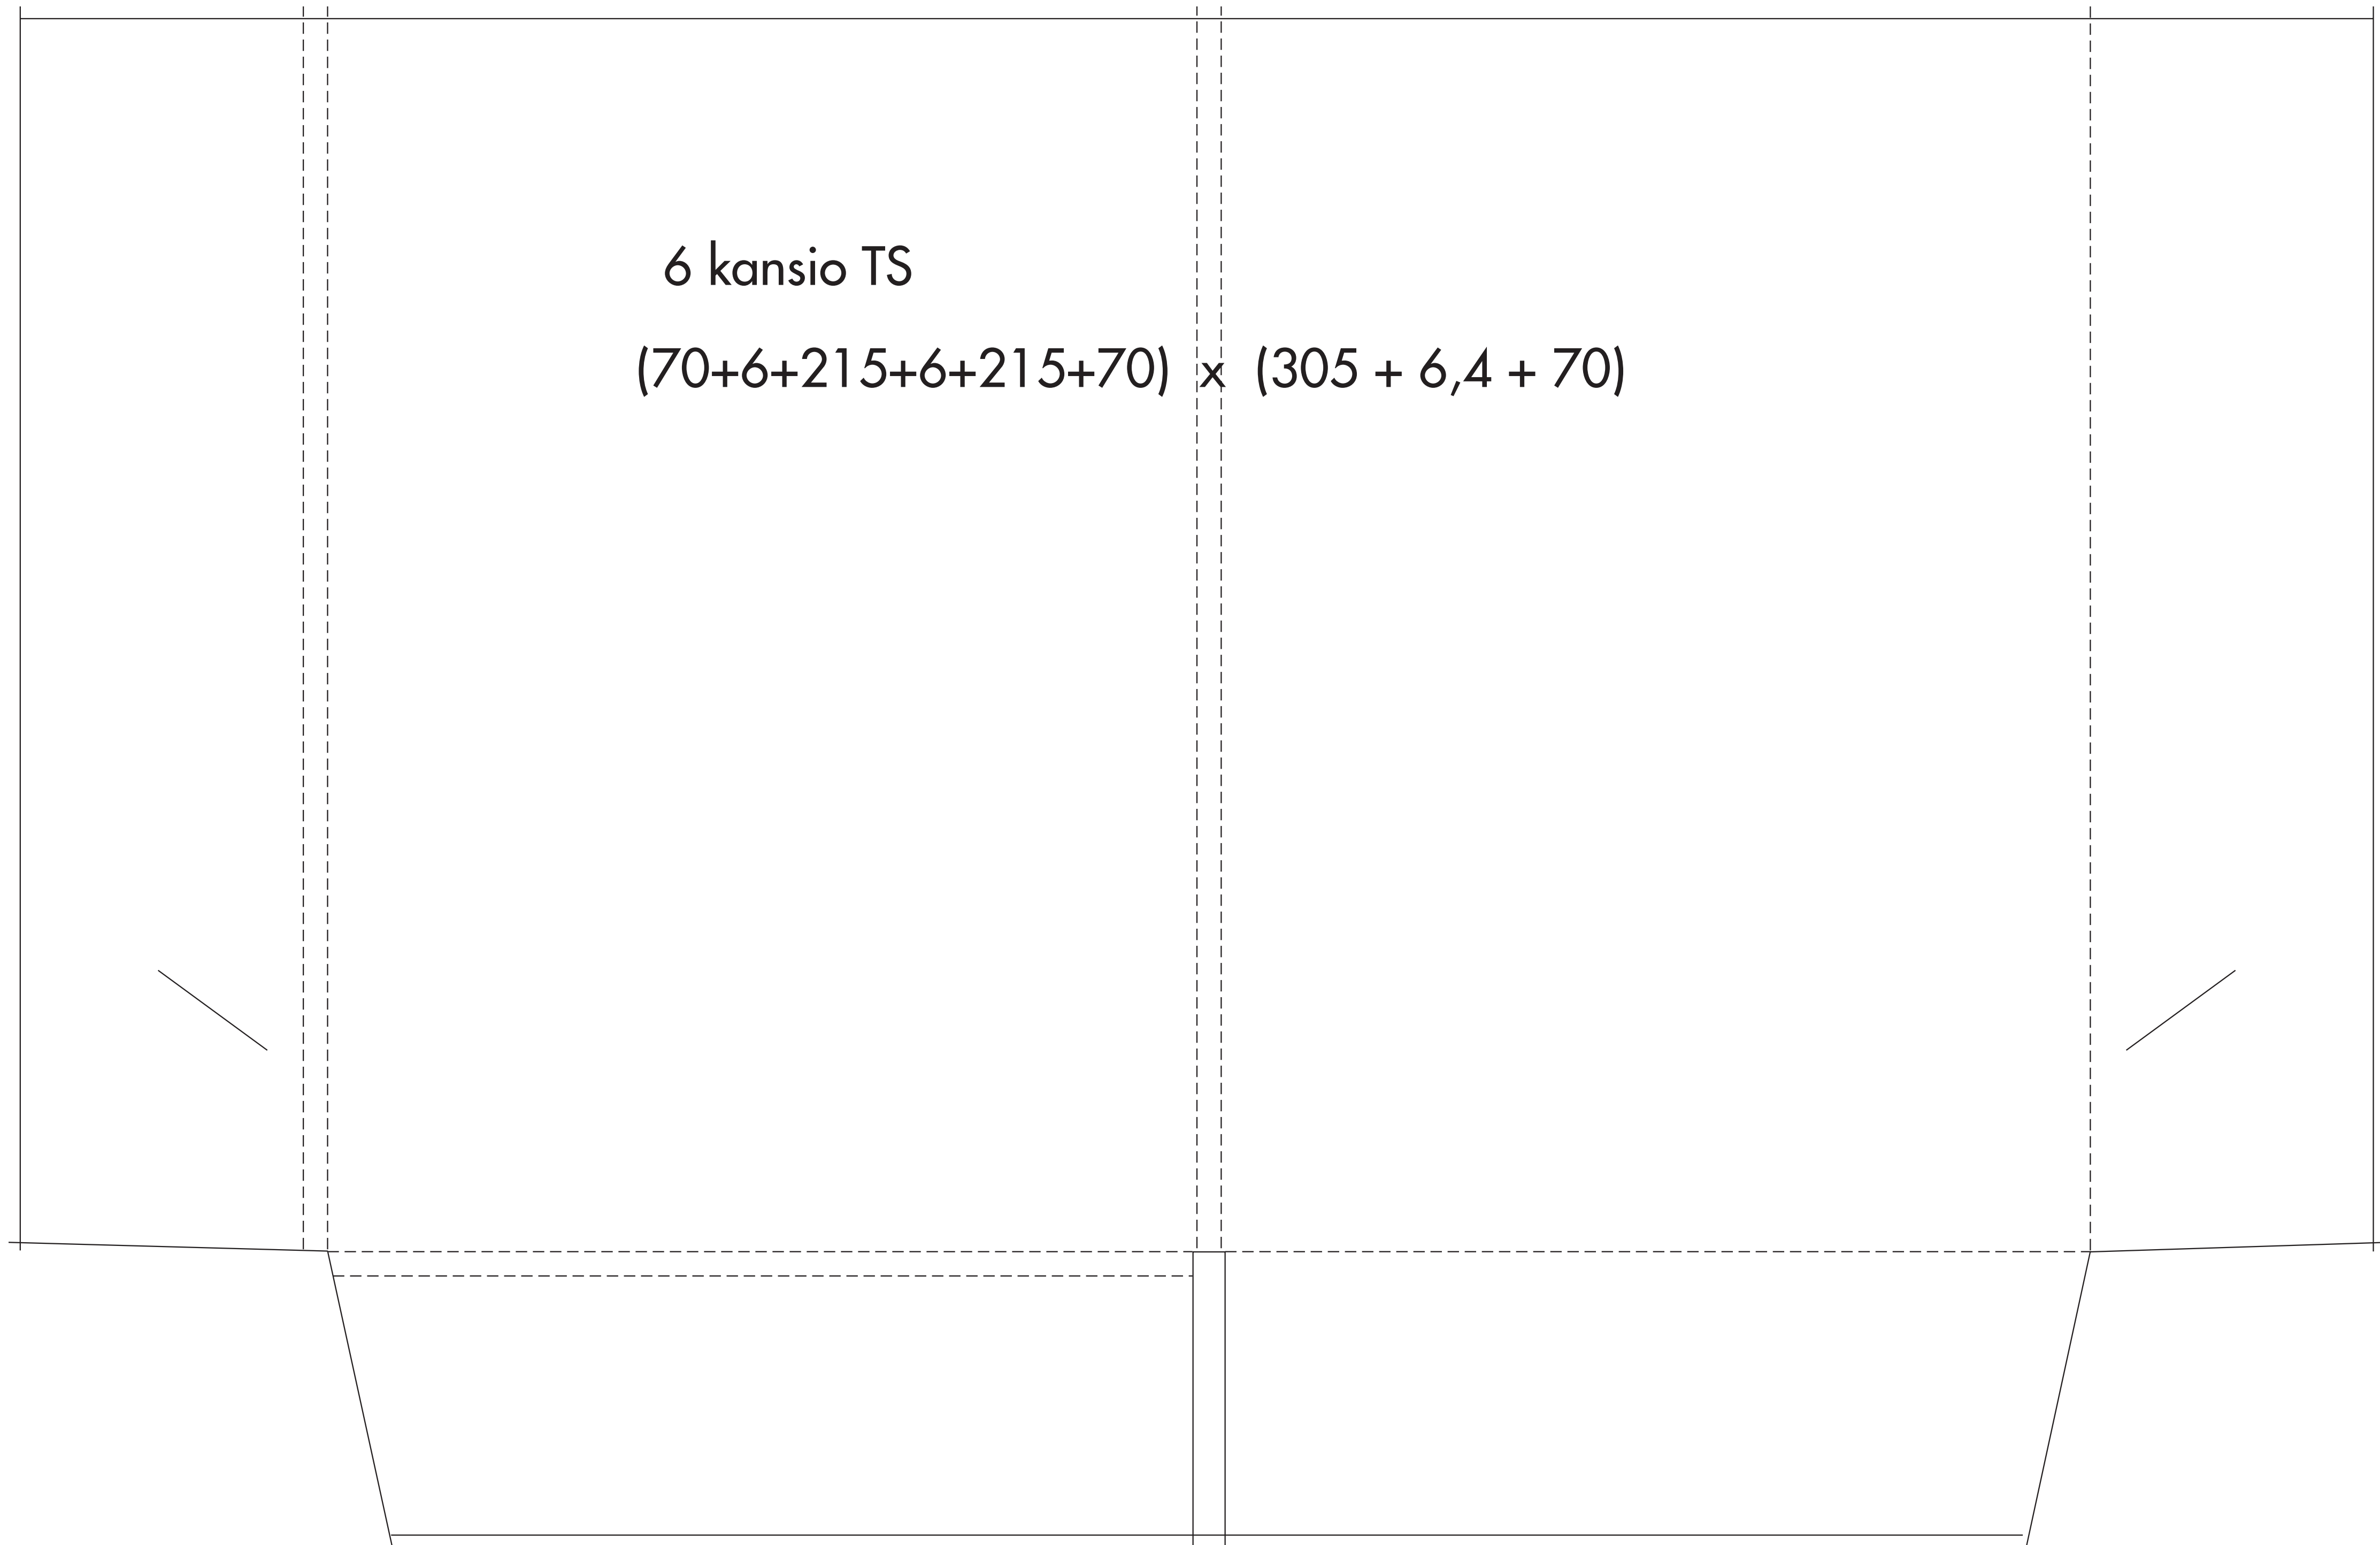 6 kansio TS
(70+6+215+6+215+70) x (305 + 6,4 + 70)